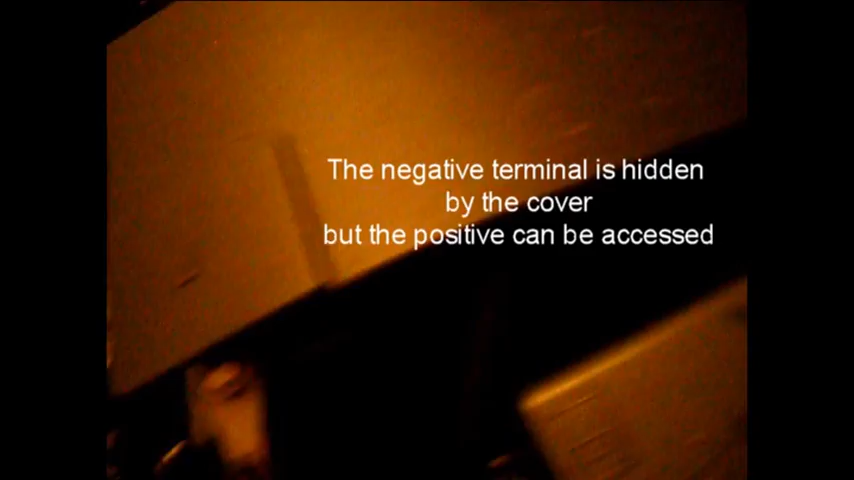 The negative terminal is hidden
by the cover
but the positive can be accessed